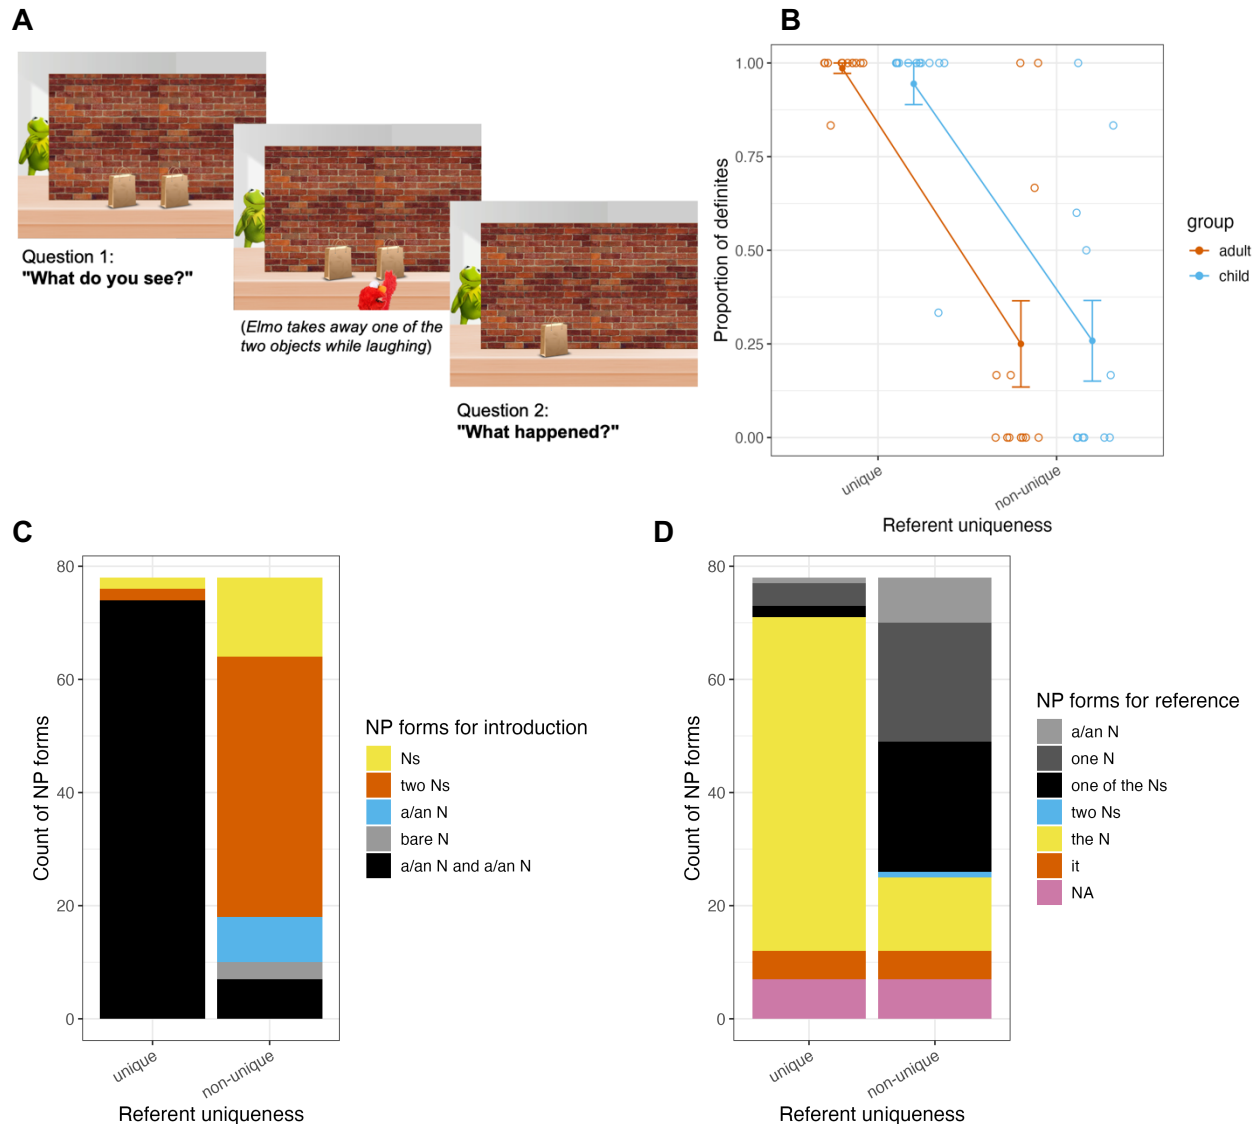 A
Question 1:
"What do you see?"
(Elmo takes away one of the
two objects while laughing)
Question 2:
"What happened?"
B
Proportion of definites
1.00
0.75
0.50
0.25
0.00
unique
non-unique
Referent uniqueness
group
adult
child
C
Count of NP forms
80
60
40
20
0
unique
non-unique
Referent uniqueness
NP forms for introduction
Ns
two Ns
a/an N
bare N
a/an N and a/an N
D
Count of NP forms
80
60
40
20
0
unique
non-unique
Referent uniqueness
NP forms for reference
a/an N
one N
one of the Ns
two Ns
the N
it
NA